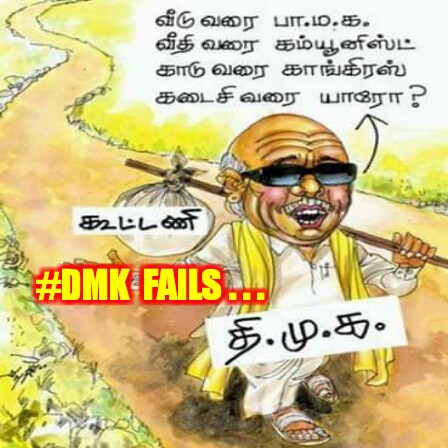 வீடு வரை பா.ம.க.
வீதி வரை கம்யூனிஸ்ட்
காடு வரை காங்கிரஸ்
கடைசி வரை யாரோ?
கூட்டணி
#DMK FAILS...
தி.மு.க.